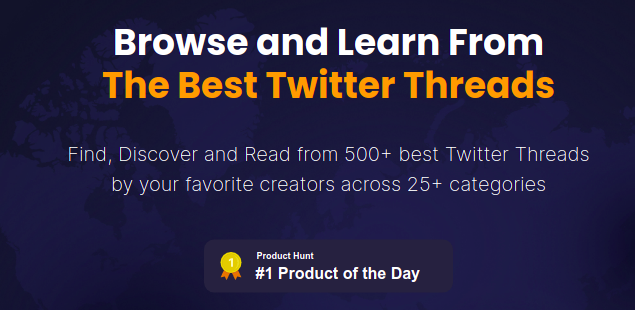 Browse and Learn From
The Best Twitter Threads
Find, Discover and Read from 500+ best Twitter Threads
by your favorite creators across 25+ categories
1
Product Hunt
#1 Product of the Day